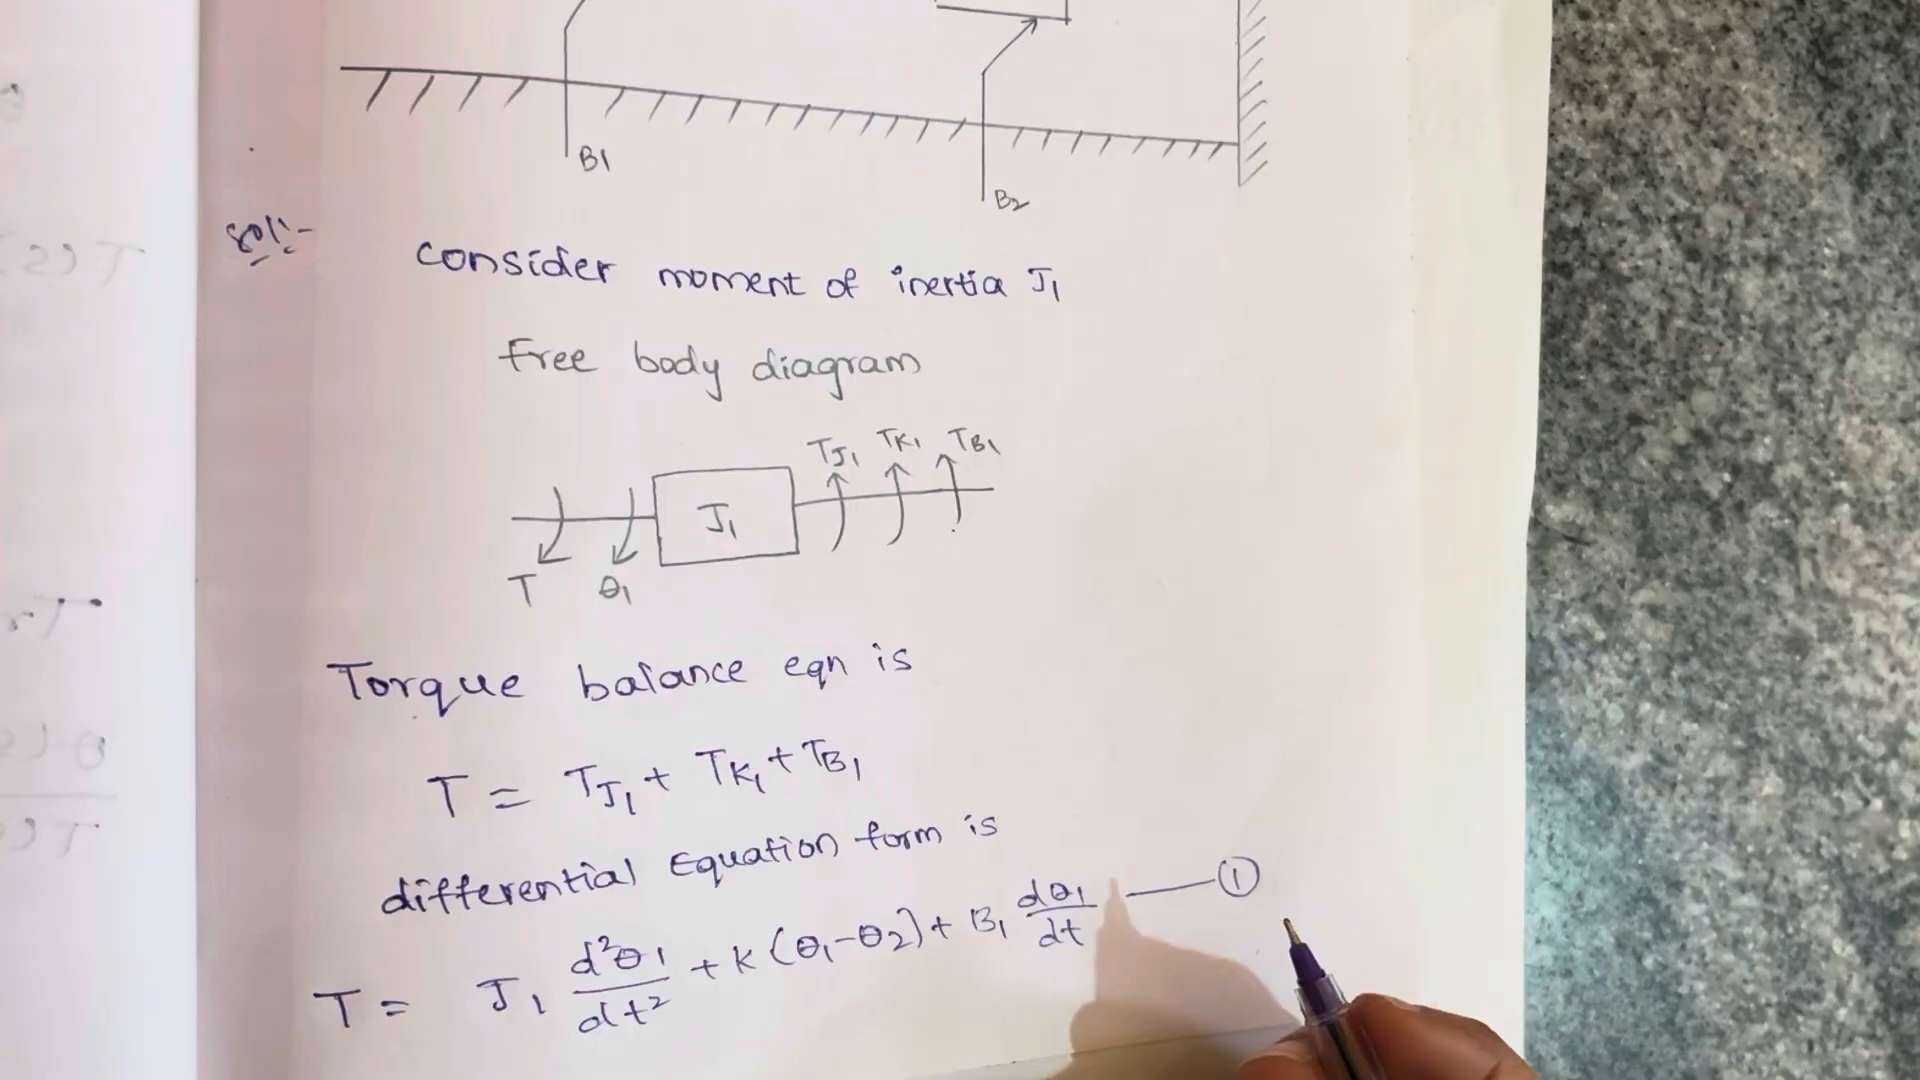 B1
B2
Sol:-
consider moment of inertia J1
free body diagram
TJ1 TK1 TB1
J1
T θ1
Torque balance eqn is
T = TJ1 + TK1 + TB1
differential Equation form is
T = J1 d²θ1/dt² + K(θ1-θ2) + B1 dθ1/dt —— ①